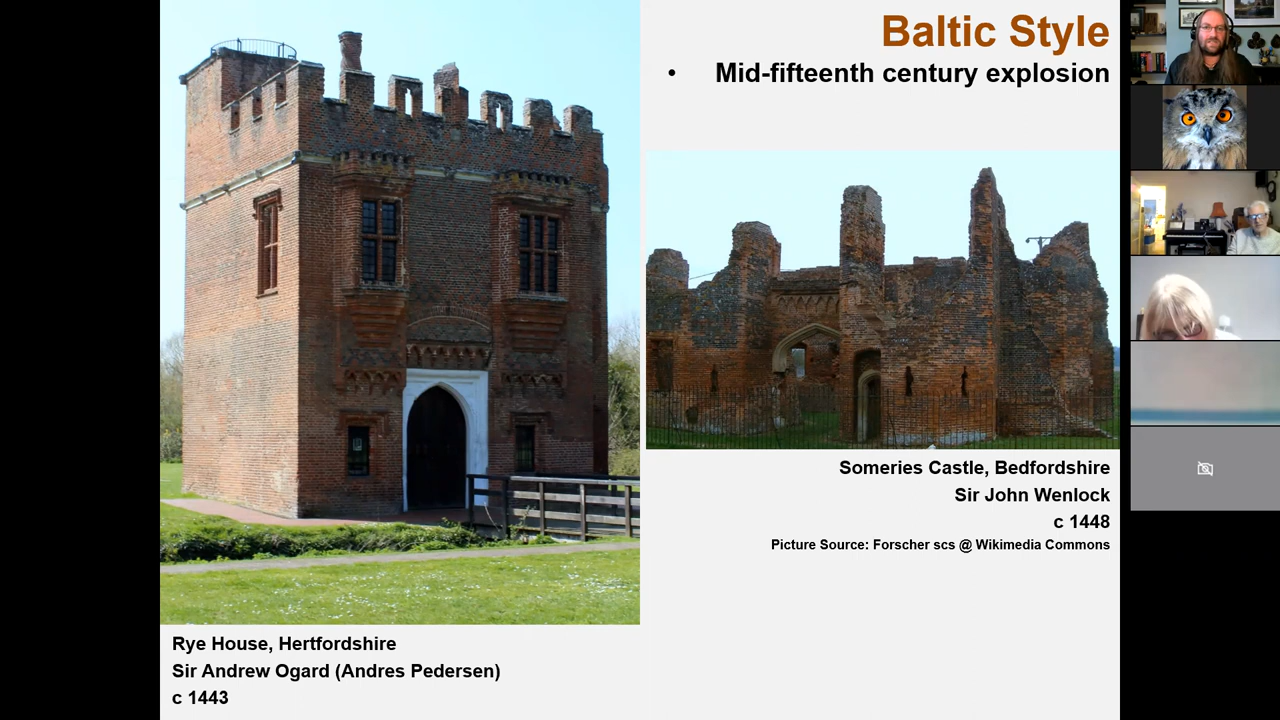 Baltic Style
• Mid-fifteenth century explosion
Someries Castle, Bedfordshire
Sir John Wenlock
c 1448
Picture Source: Forscher scs @ Wikimedia Commons
Rye House, Hertfordshire
Sir Andrew Ogard (Andres Pedersen)
c 1443